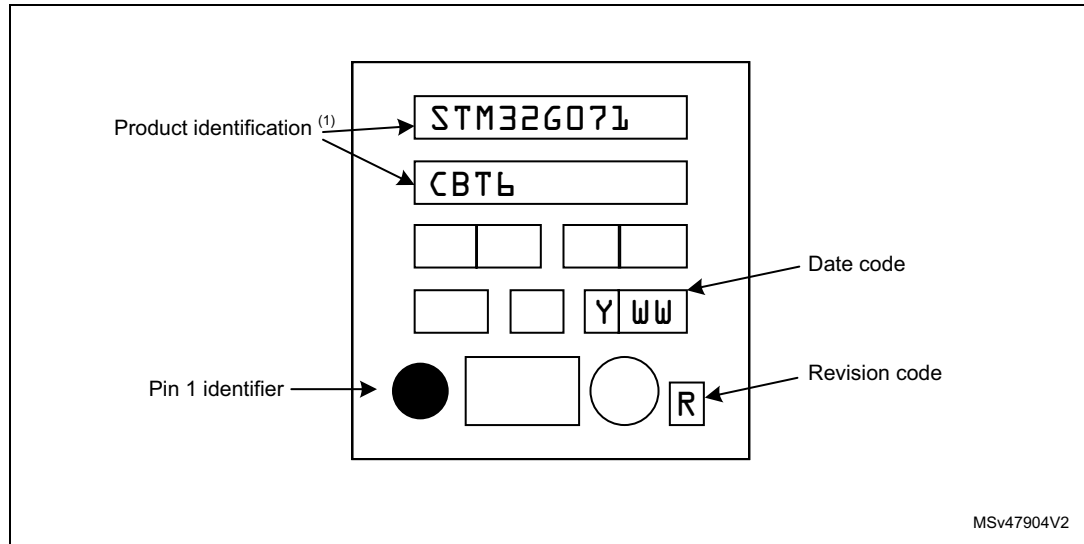 STM32G071
Product identification (1)
CBT6
Date code
Y WW
Revision code
Pin 1 identifier
R
MSv47904V2